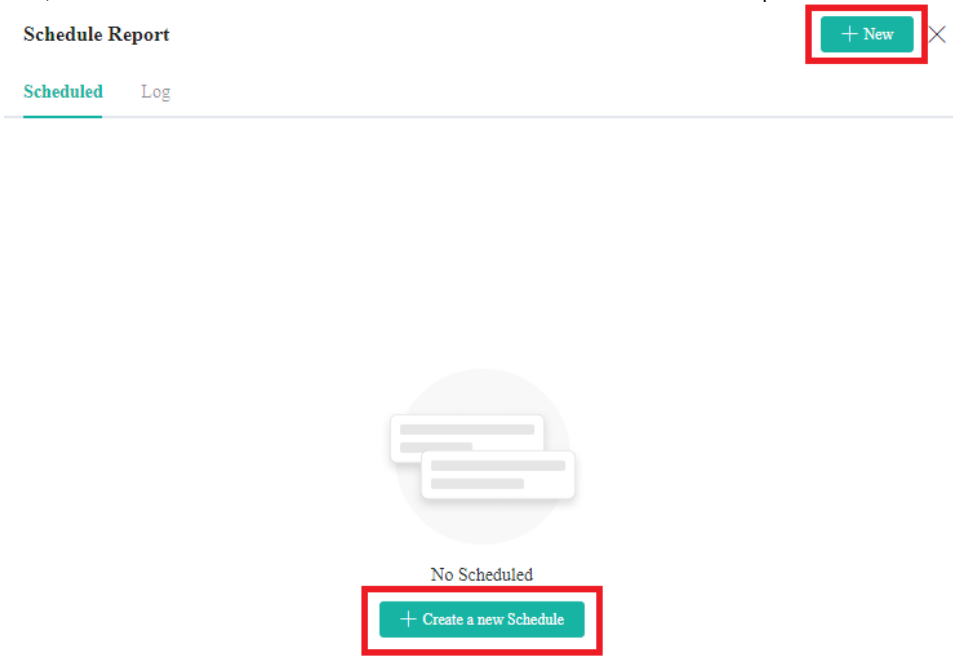 Schedule Report
+ New
Scheduled Log
No Scheduled
+ Create a new Schedule